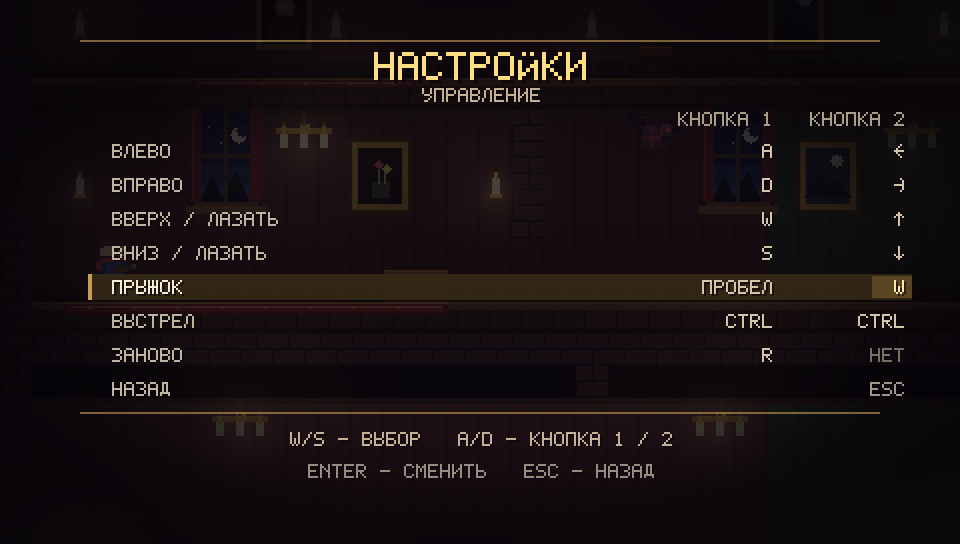 НАСТРОЙКИ
УПРАВЛЕНИЕ
КНОПКА 1 КНОПКА 2
ВЛЕВО A ←
ВПРАВО D →
ВВЕРХ / ЛАЗАТЬ W ↑
ВНИЗ / ЛАЗАТЬ S ↓
ПРЫЖОК ПРОБЕЛ W
ВЫСТРЕЛ CTRL CTRL
ЗАНОВО R НЕТ
НАЗАД ESC
W/S - ВЫБОР A/D - КНОПКА 1 / 2
ENTER - СМЕНИТЬ ESC - НАЗАД